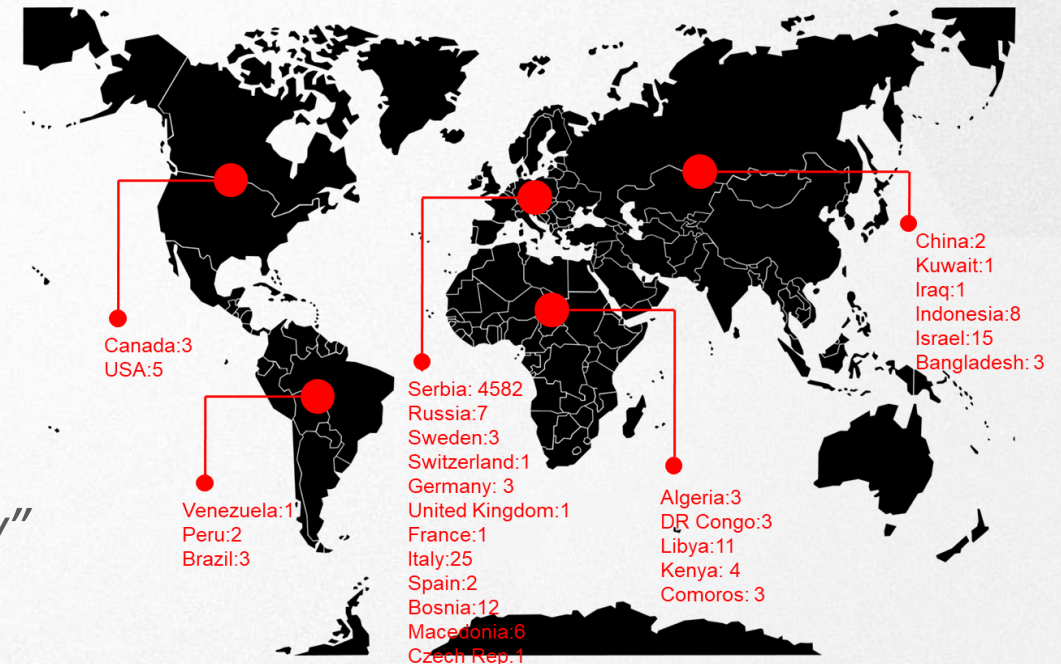 Canada:3
USA:5
Venezuela:1
Peru:2
Brazil:3
Serbia: 4582
Russia:7
Sweden:3
Switzerland:1
Germany: 3
United Kingdom:1
France:1
Italy:25
Spain:2
Bosnia:12
Macedonia:6
Czech Rep.1
Algeria:3
DR Congo:3
Libya:11
Kenya: 4
Comoros: 3
China:2
Kuwait:1
Iraq:1
Indonesia:8
Israel:15
Bangladesh: 3